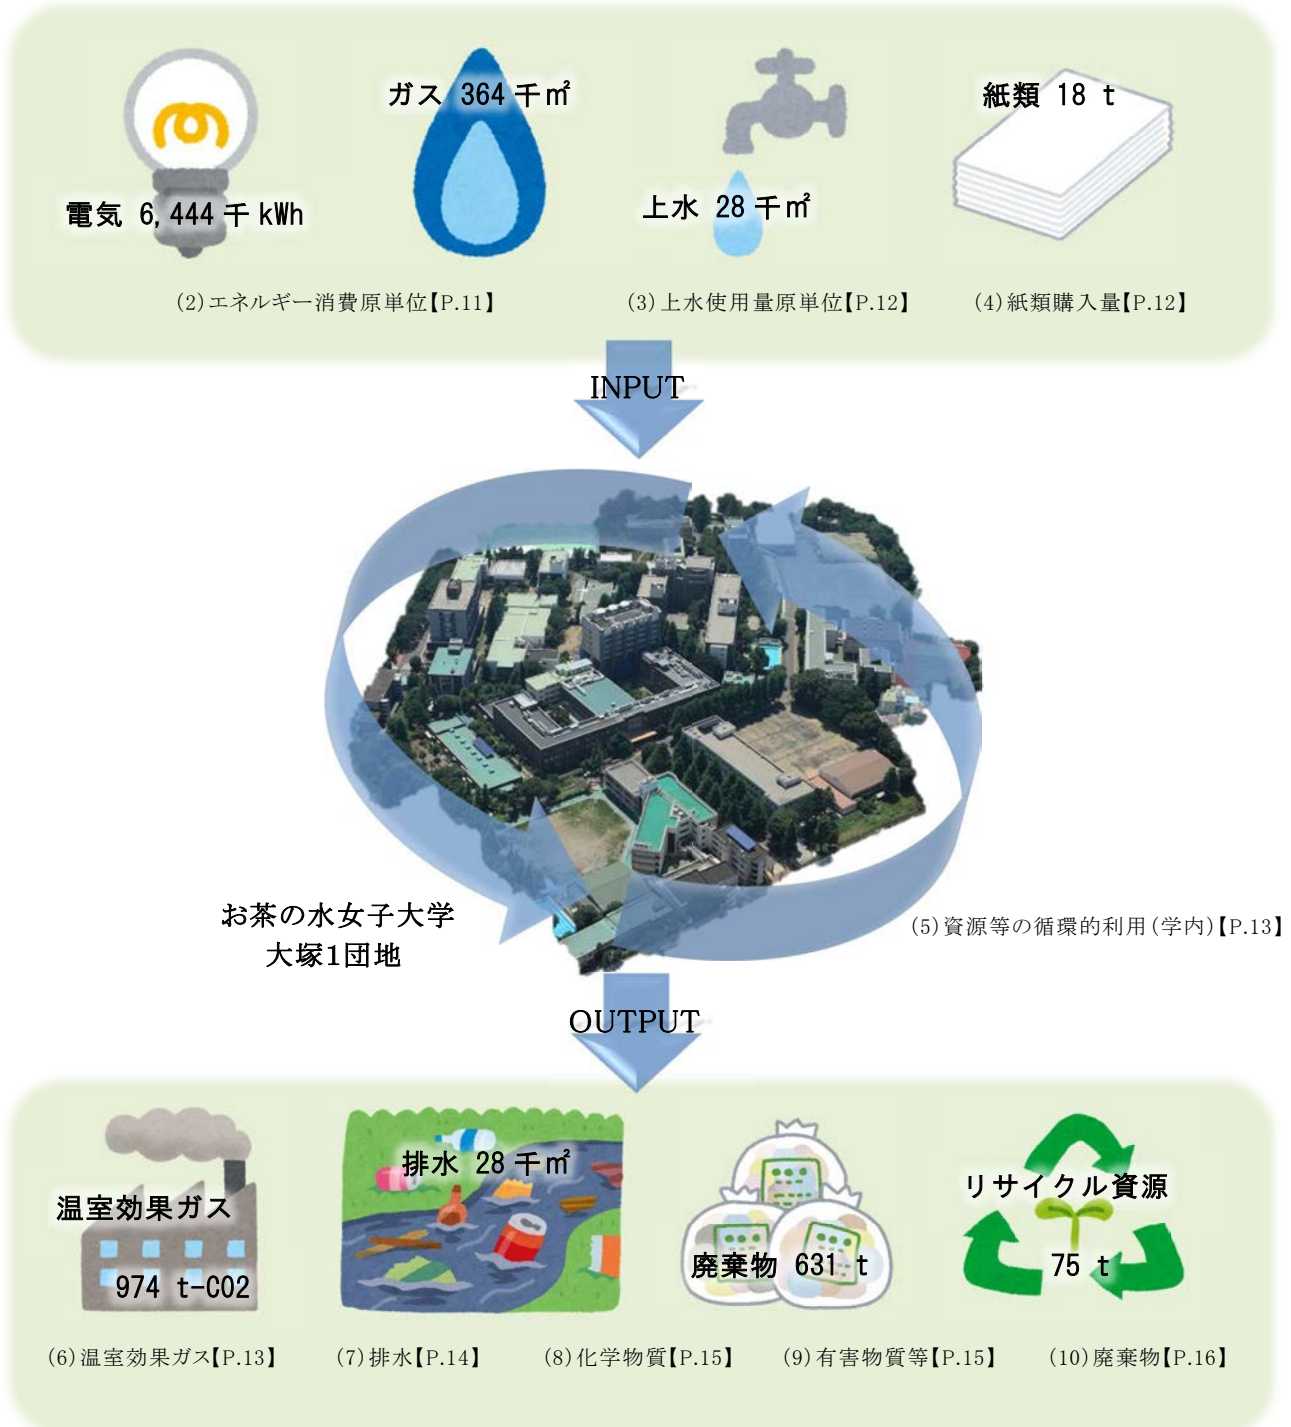 ガス 364 千㎥
紙類 18 t
電気 6,444 千 kWh
上水 28 千㎥
(2)エネルギー消費原単位【P.11】
(3)上水使用量原単位【P.12】
(4)紙類購入量【P.12】
INPUT
お茶の水女子大学
大塚1団地
(5)資源等の循環的利用(学内)【P.13】
OUTPUT
温室効果ガス
974 t-CO2
排水 28 千㎥
廃棄物 631 t
リサイクル資源
75 t
(6)温室効果ガス【P.13】
(7)排水【P.14】
(8)化学物質【P.15】
(9)有害物質等【P.15】
(10)廃棄物【P.16】